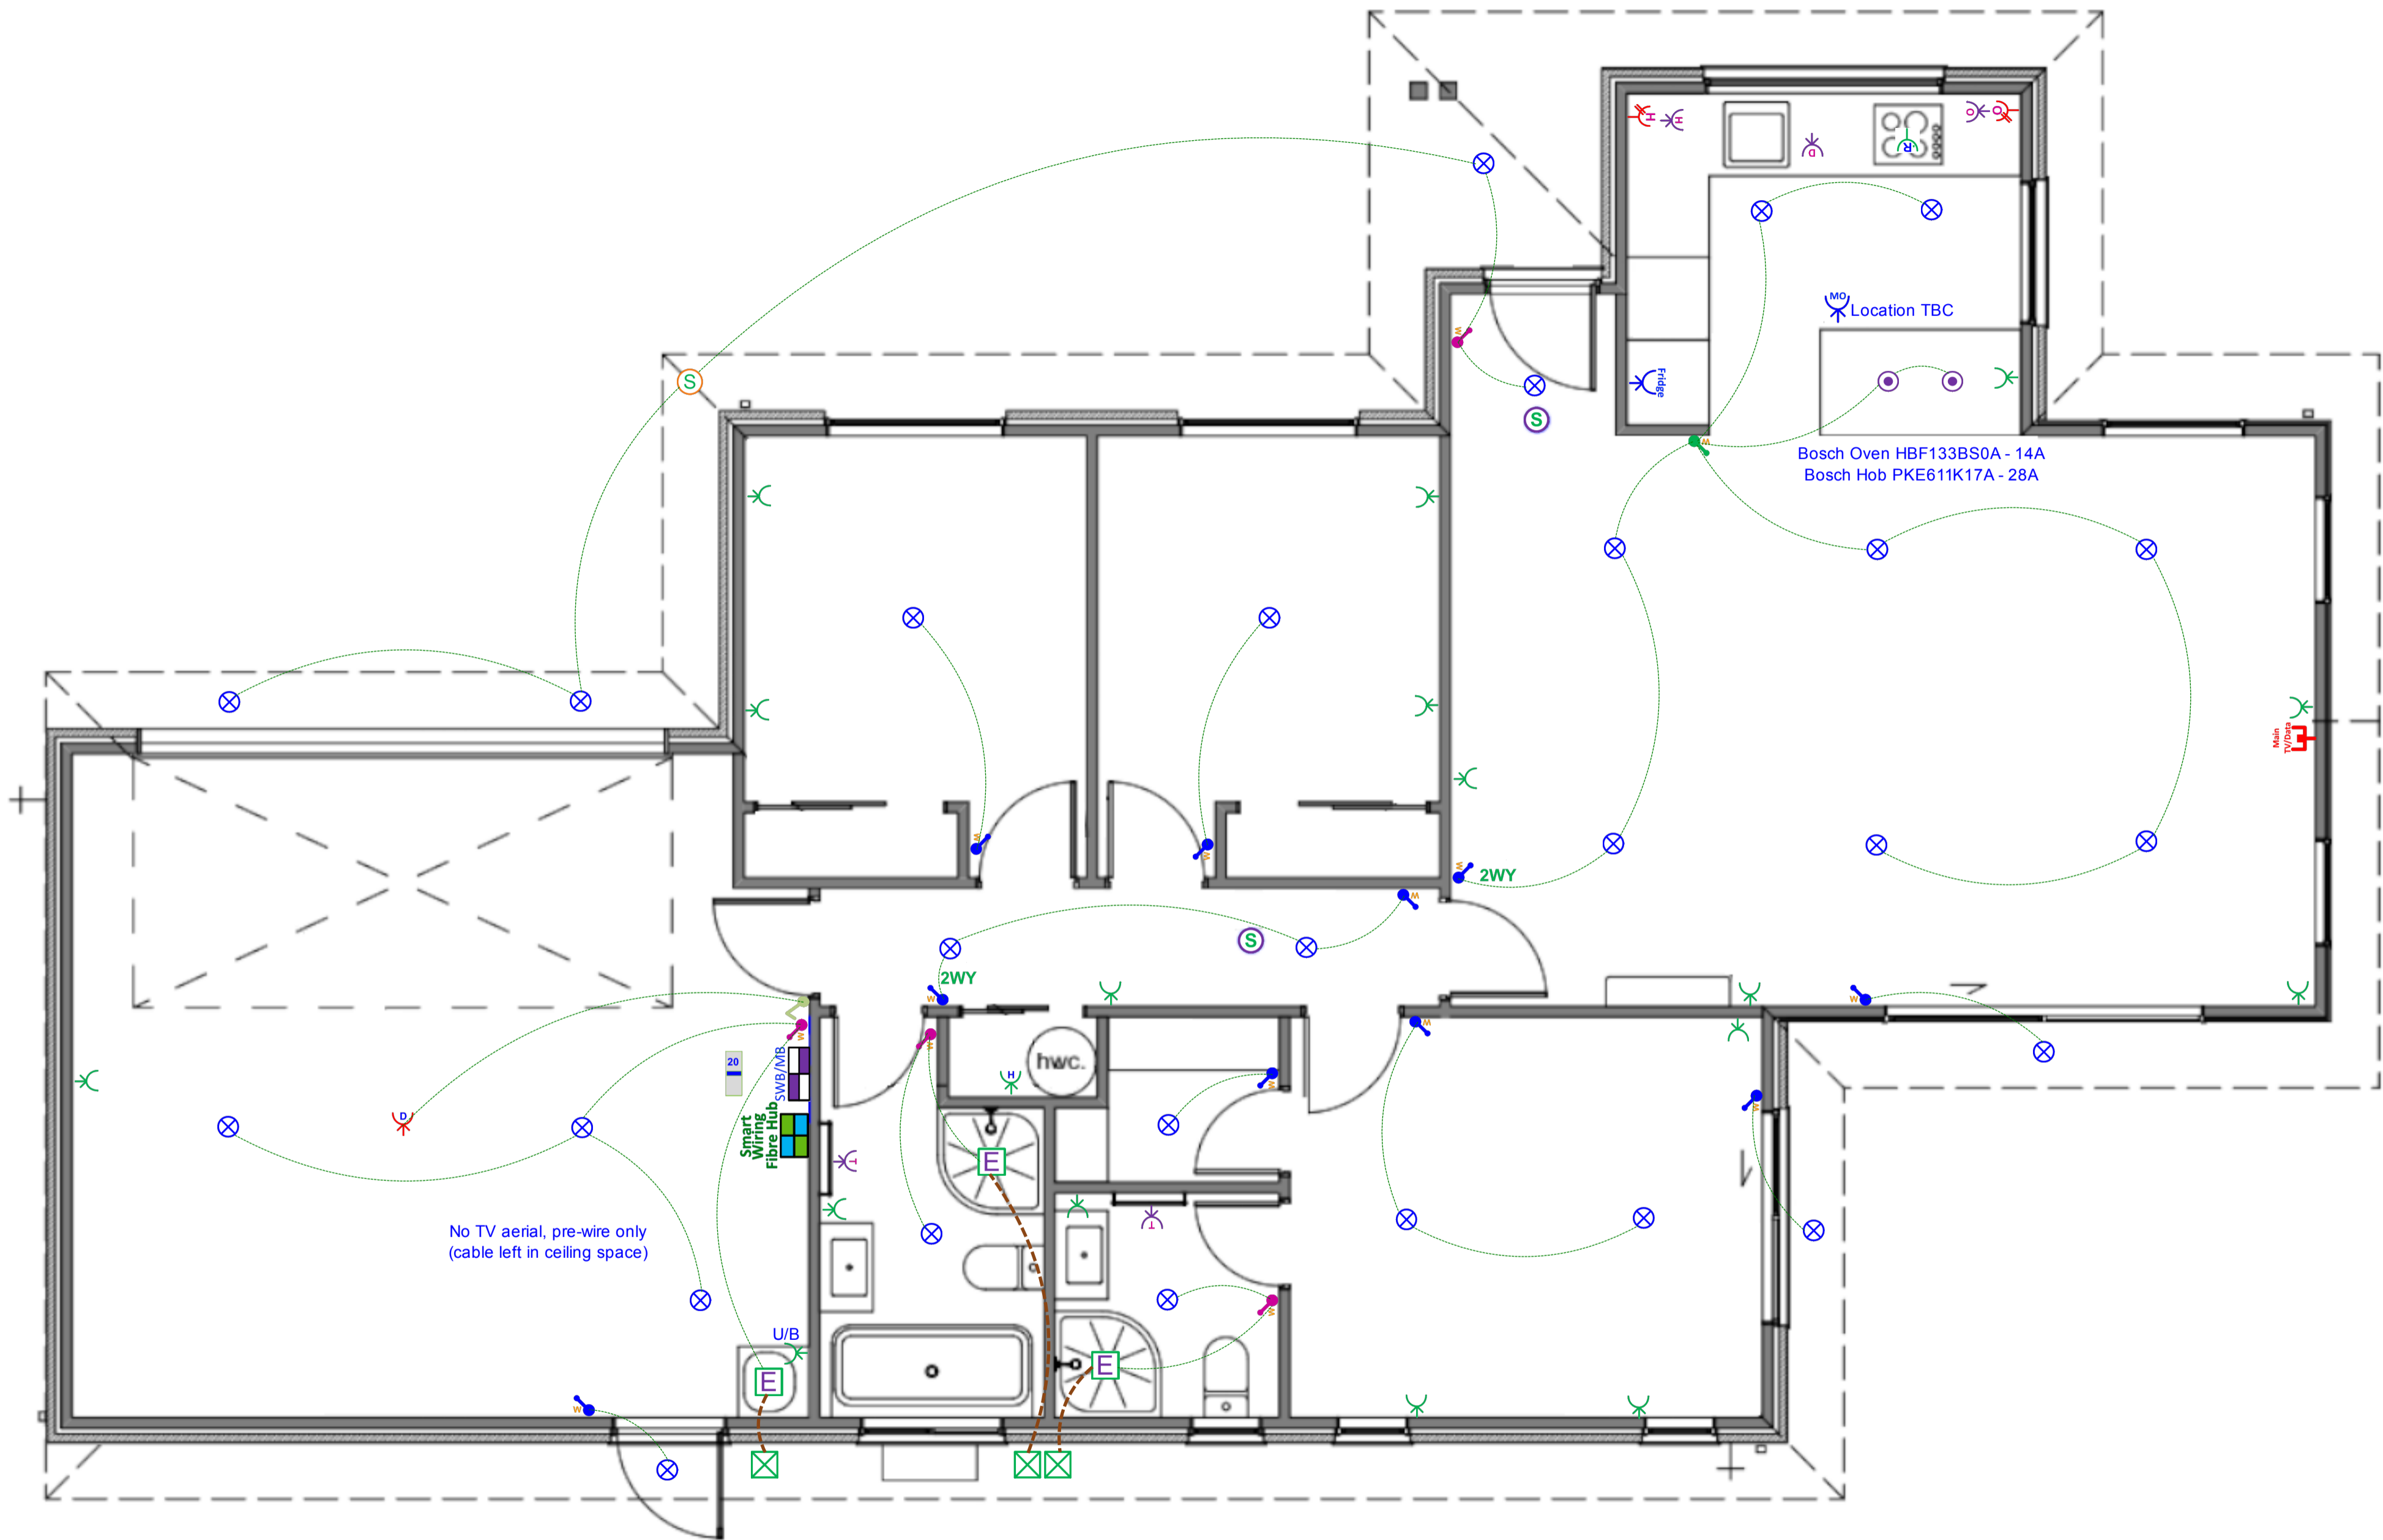 H
H
D
R
O
O
MO
Location TBC
S
Fridge
S
W
W
Bosch Oven HBF133BS0A - 14A
Bosch Hob PKE611K17A - 28A
Main
TV/Data
W
W
W
2WY
W
S
2WY
W
W
W
W
W
20
SWB/MB
hwc.
H
W
W
D
Smart
Wiring
Fibre Hub
E
T
T
No TV aerial, pre-wire only
(cable left in ceiling space)
W
U/B
E
E
W